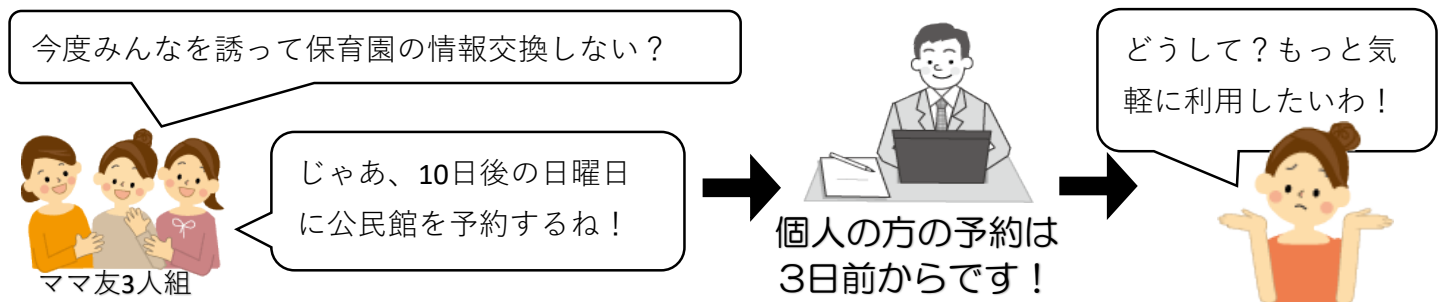 今度みんなを誘って保育園の情報交換しない?
じゃあ、10日後の日曜日
に公民館を予約するね!
ママ友3人組
個人の方の予約は
3日前からです!
どうして?もっと気
軽に利用したいわ!